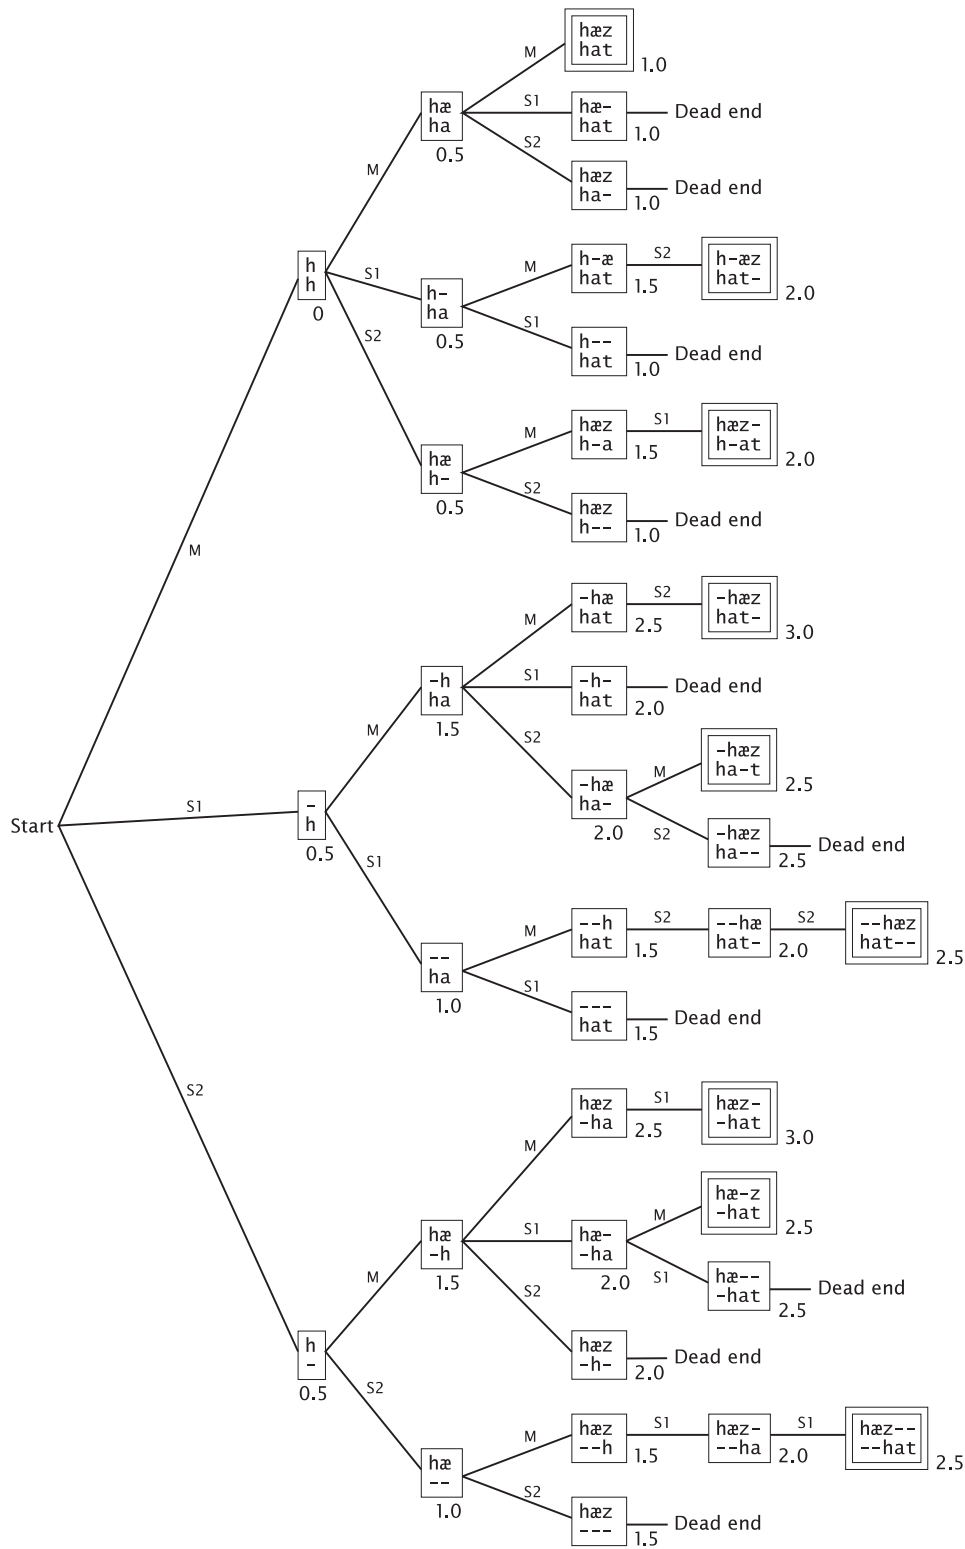 Start
M
h
h
0
M
hæ
ha
0.5
M
hæz
hat
1.0
S1
hæ-
hat
1.0
Dead end
S2
hæz
ha-
1.0
Dead end
S1
h-
ha
0.5
M
h-æ
hat
1.5
S2
h-æz
hat-
2.0
S1
h--
hat
1.0
Dead end
S2
hæ
h-
0.5
M
hæz
h-a
1.5
S1
hæz-
h-at
2.0
S2
hæz
h--
1.0
Dead end
S1
-
h
0.5
M
-h
ha
1.5
M
-hæ
hat
2.5
S2
-hæz
hat-
3.0
S1
-h-
hat
2.0
Dead end
S2
-hæ
ha-
2.0
M
-hæz
ha-t
2.5
S2
-hæz
ha--
2.5
Dead end
S1
--
ha
1.0
M
--h
hat
1.5
S2
--hæ
hat-
2.0
S2
--hæz
hat--
2.5
S1
---
hat
1.5
Dead end
S2
h
-
0.5
M
hæ
-h
1.5
M
hæz
-ha
2.5
S1
hæz-
-hat
3.0
S1
hæ-
-ha
2.0
M
hæ-z
-hat
2.5
S1
hæ--
-hat
2.5
Dead end
S2
hæz
-h-
2.0
Dead end
S2
hæ
--
1.0
M
hæz
--h
1.5
S1
hæz-
--ha
2.0
S1
hæz--
--hat
2.5
S2
hæz
---
1.5
Dead end